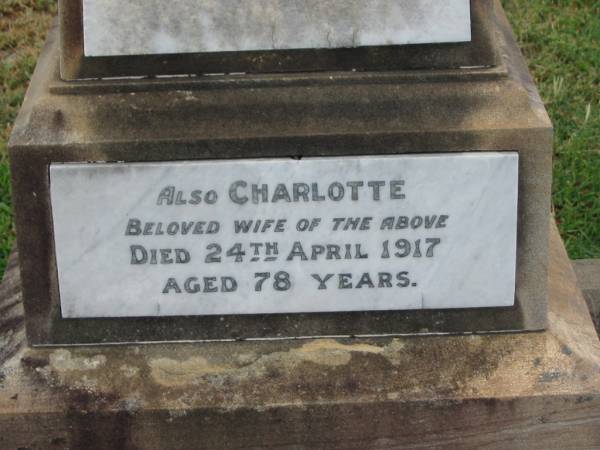 Also CHARLOTTE
BELOVED WIFE OF THE ABOVE
DIED 24TH APRIL 1917
AGED 78 YEARS.